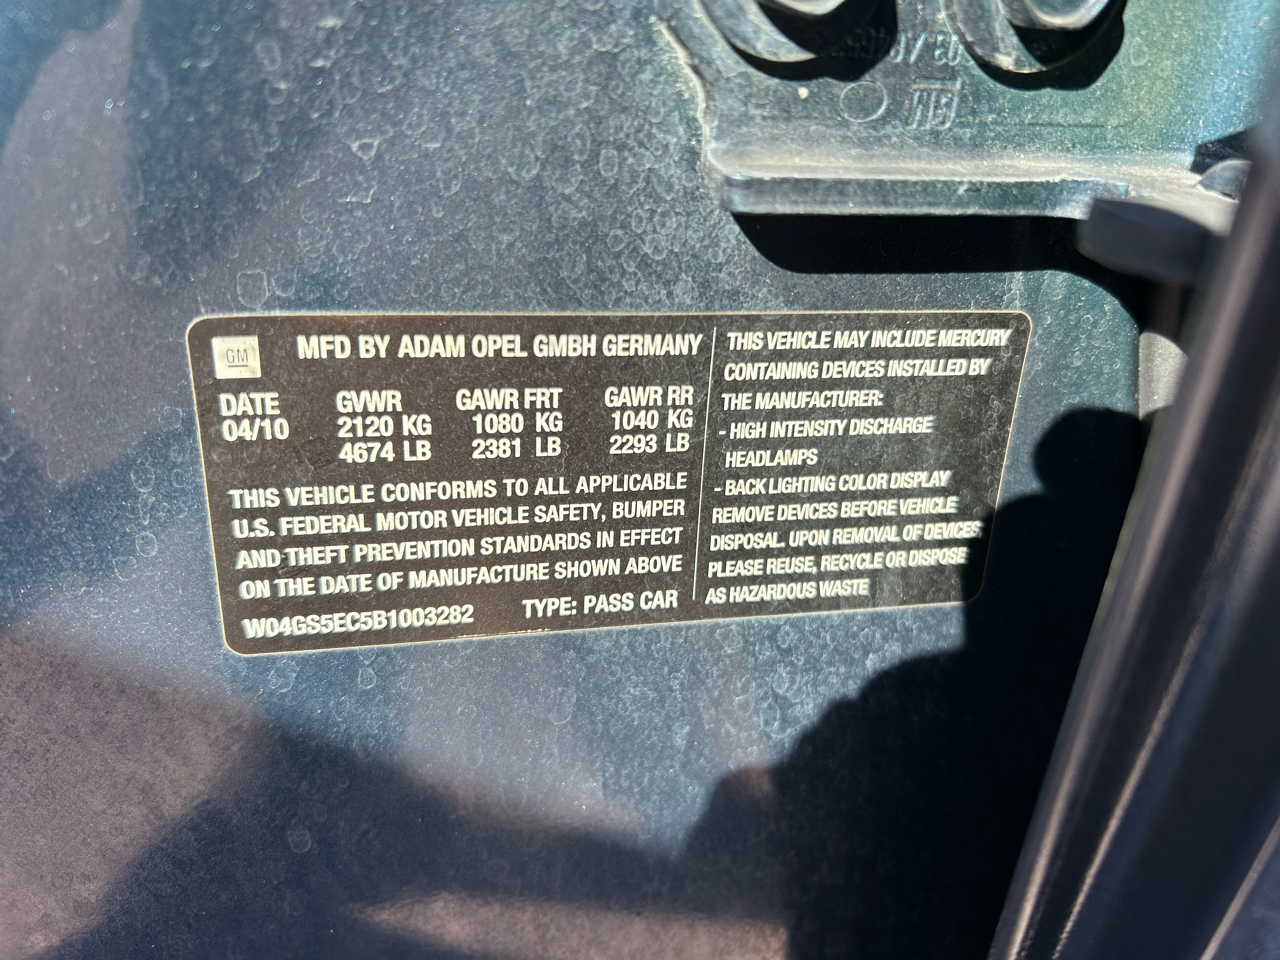 GM
MFD BY ADAM OPEL GMBH GERMANY
DATE GVWR GAWR FRT GAWR RR
04/10 2120 KG 1080 KG 1040 KG
4674 LB 2381 LB 2293 LB
THIS VEHICLE CONFORMS TO ALL APPLICABLE
U.S. FEDERAL MOTOR VEHICLE SAFETY, BUMPER
AND THEFT PREVENTION STANDARDS IN EFFECT
ON THE DATE OF MANUFACTURE SHOWN ABOVE
W04GS5EC5B1003282 TYPE: PASS CAR
THIS VEHICLE MAY INCLUDE MERCURY
CONTAINING DEVICES INSTALLED BY
THE MANUFACTURER:
- HIGH INTENSITY DISCHARGE
HEADLAMPS
- BACK LIGHTING COLOR DISPLAY
REMOVE DEVICES BEFORE VEHICLE
DISPOSAL. UPON REMOVAL OF DEVICES
PLEASE REUSE, RECYCLE OR DISPOSE
AS HAZARDOUS WASTE